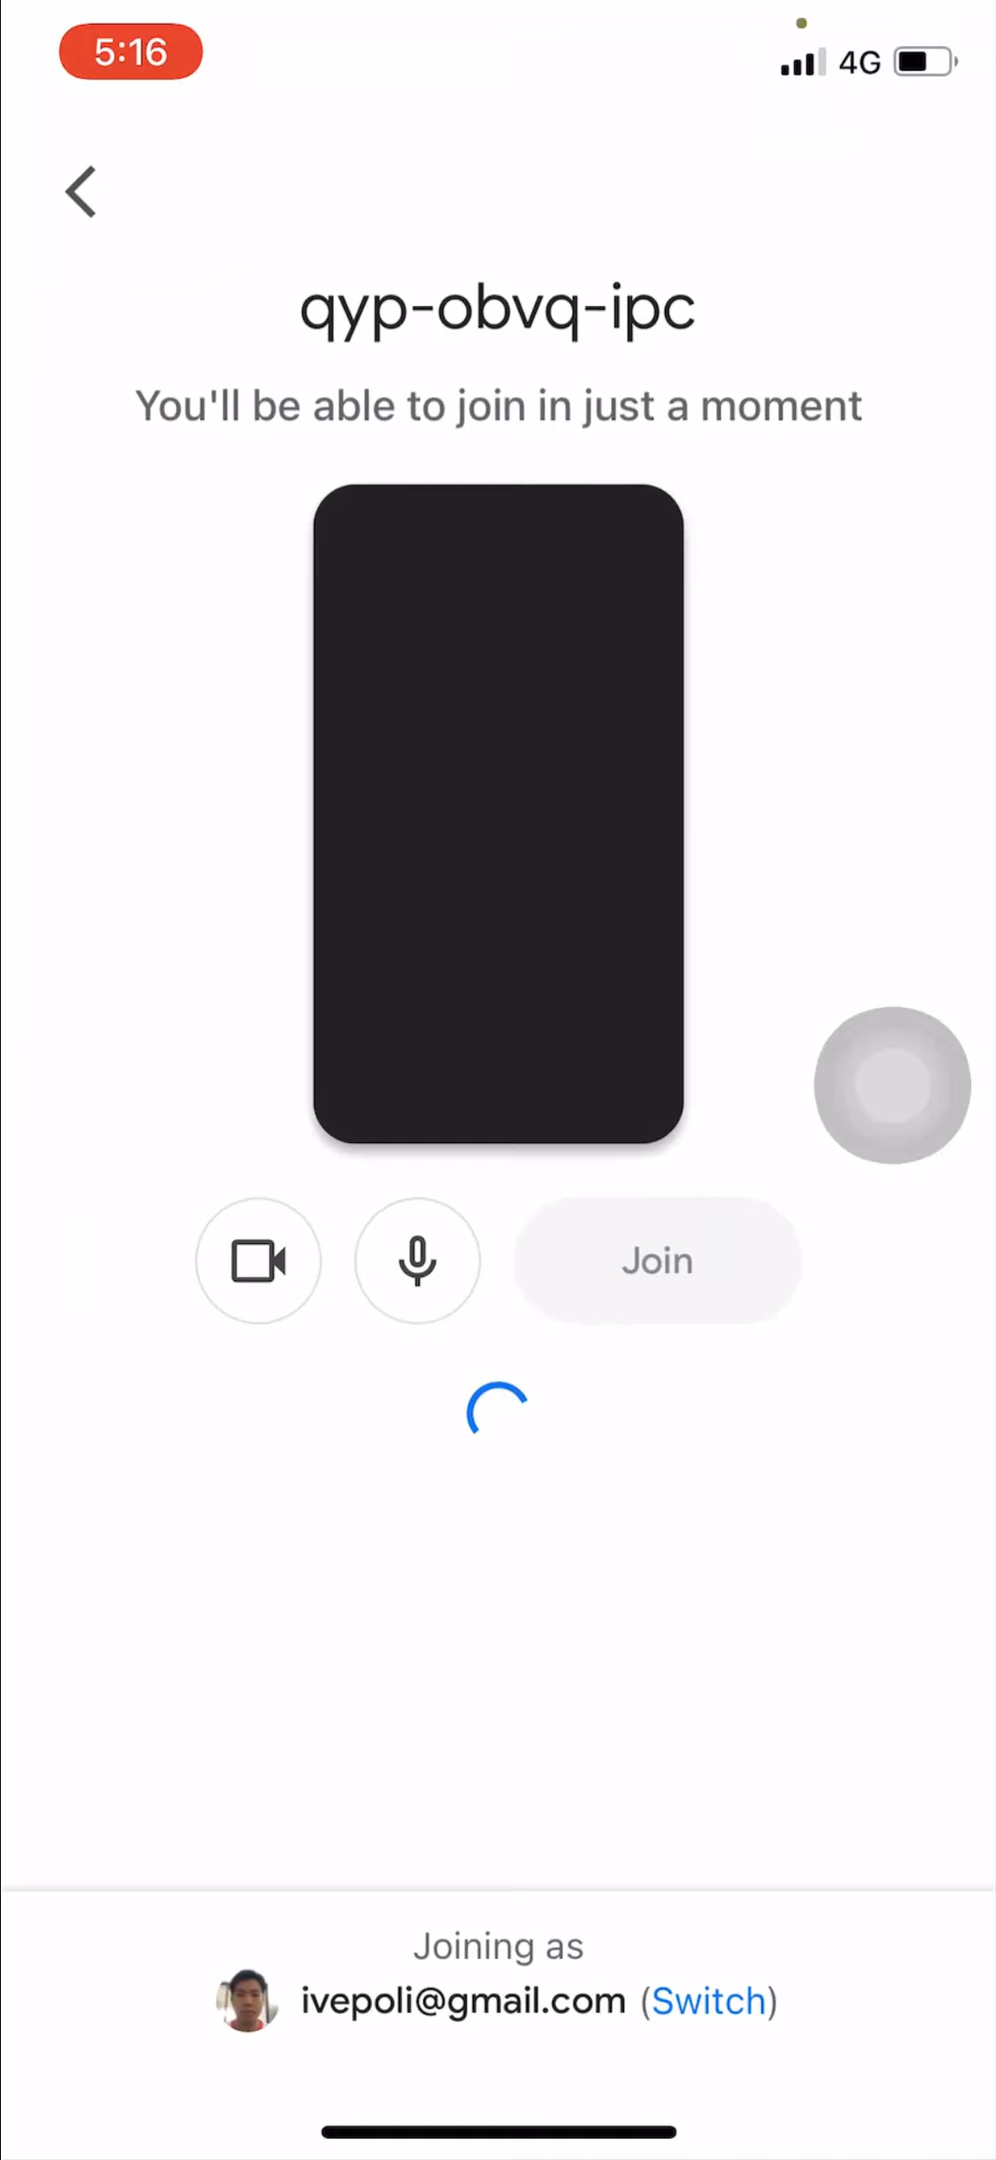 5:16
4G
qyp-obvq-ipc
You'll be able to join in just a moment
Join
Joining as
ivepoli@gmail.com (Switch)